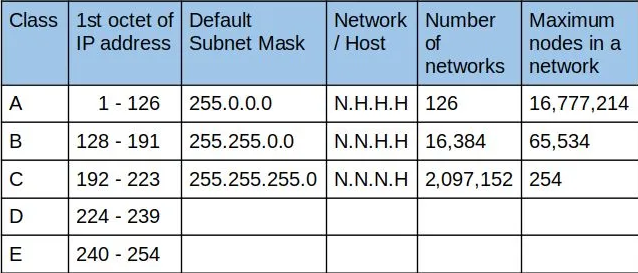 Class 1st octet of IP address Default Subnet Mask Network / Host Number of networks Maximum nodes in a network
A 1 - 126 255.0.0.0 N.H.H.H 126 16,777,214
B 128 - 191 255.255.0.0 N.N.H.H 16,384 65,534
C 192 - 223 255.255.255.0 N.N.N.H 2,097,152 254
D 224 - 239
E 240 - 254